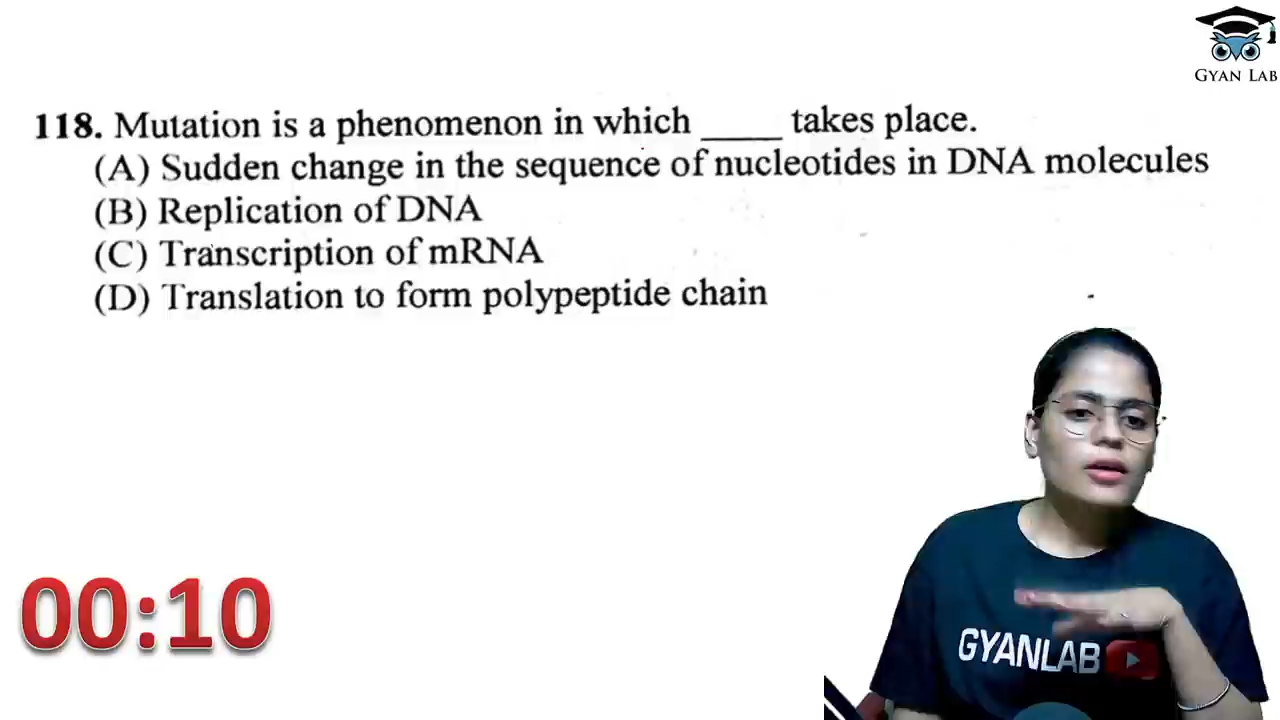 GYAN LAB
118. Mutation is a phenomenon in which ____ takes place.
(A) Sudden change in the sequence of nucleotides in DNA molecules
(B) Replication of DNA
(C) Transcription of mRNA
(D) Translation to form polypeptide chain
00:10
GYANLAB